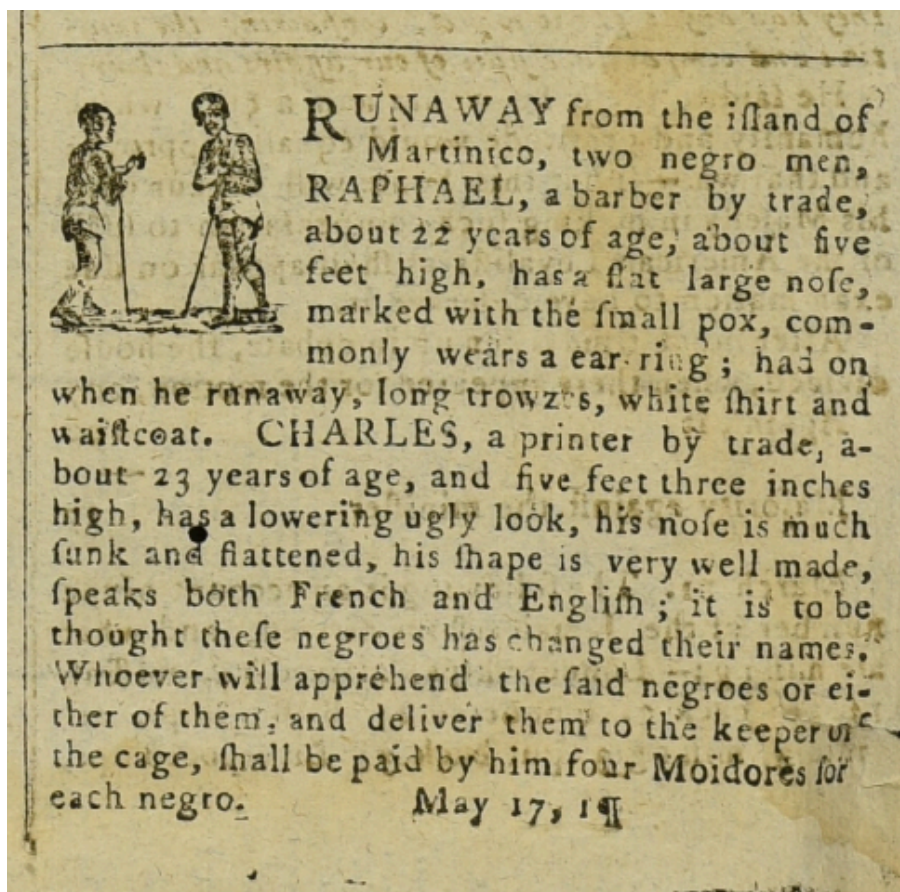 RUNAWAY from the iſland of
Martinico, two negro men,
RAPHAEL, a barber by trade,
about 22 years of age, about five
feet high, has a flat large noſe,
marked with the ſmall pox, com-
monly wears a ear-ring; had on
when he runaway, long trowzers, white ſhirt and
waiſtcoat. CHARLES, a printer by trade, a-
bout 23 years of age, and five feet three inches
high, has a lowering ugly look, his noſe is much
ſunk and flattened, his ſhape is very well made,
ſpeaks both French and Engliſh; it is to be
thought theſe negroes has changed their names.
Whoever will apprehend the ſaid negroes or ei-
ther of them, and deliver them to the keeper of
the cage, ſhall be paid by him four Moidores for
each negro. May 17, 1¶